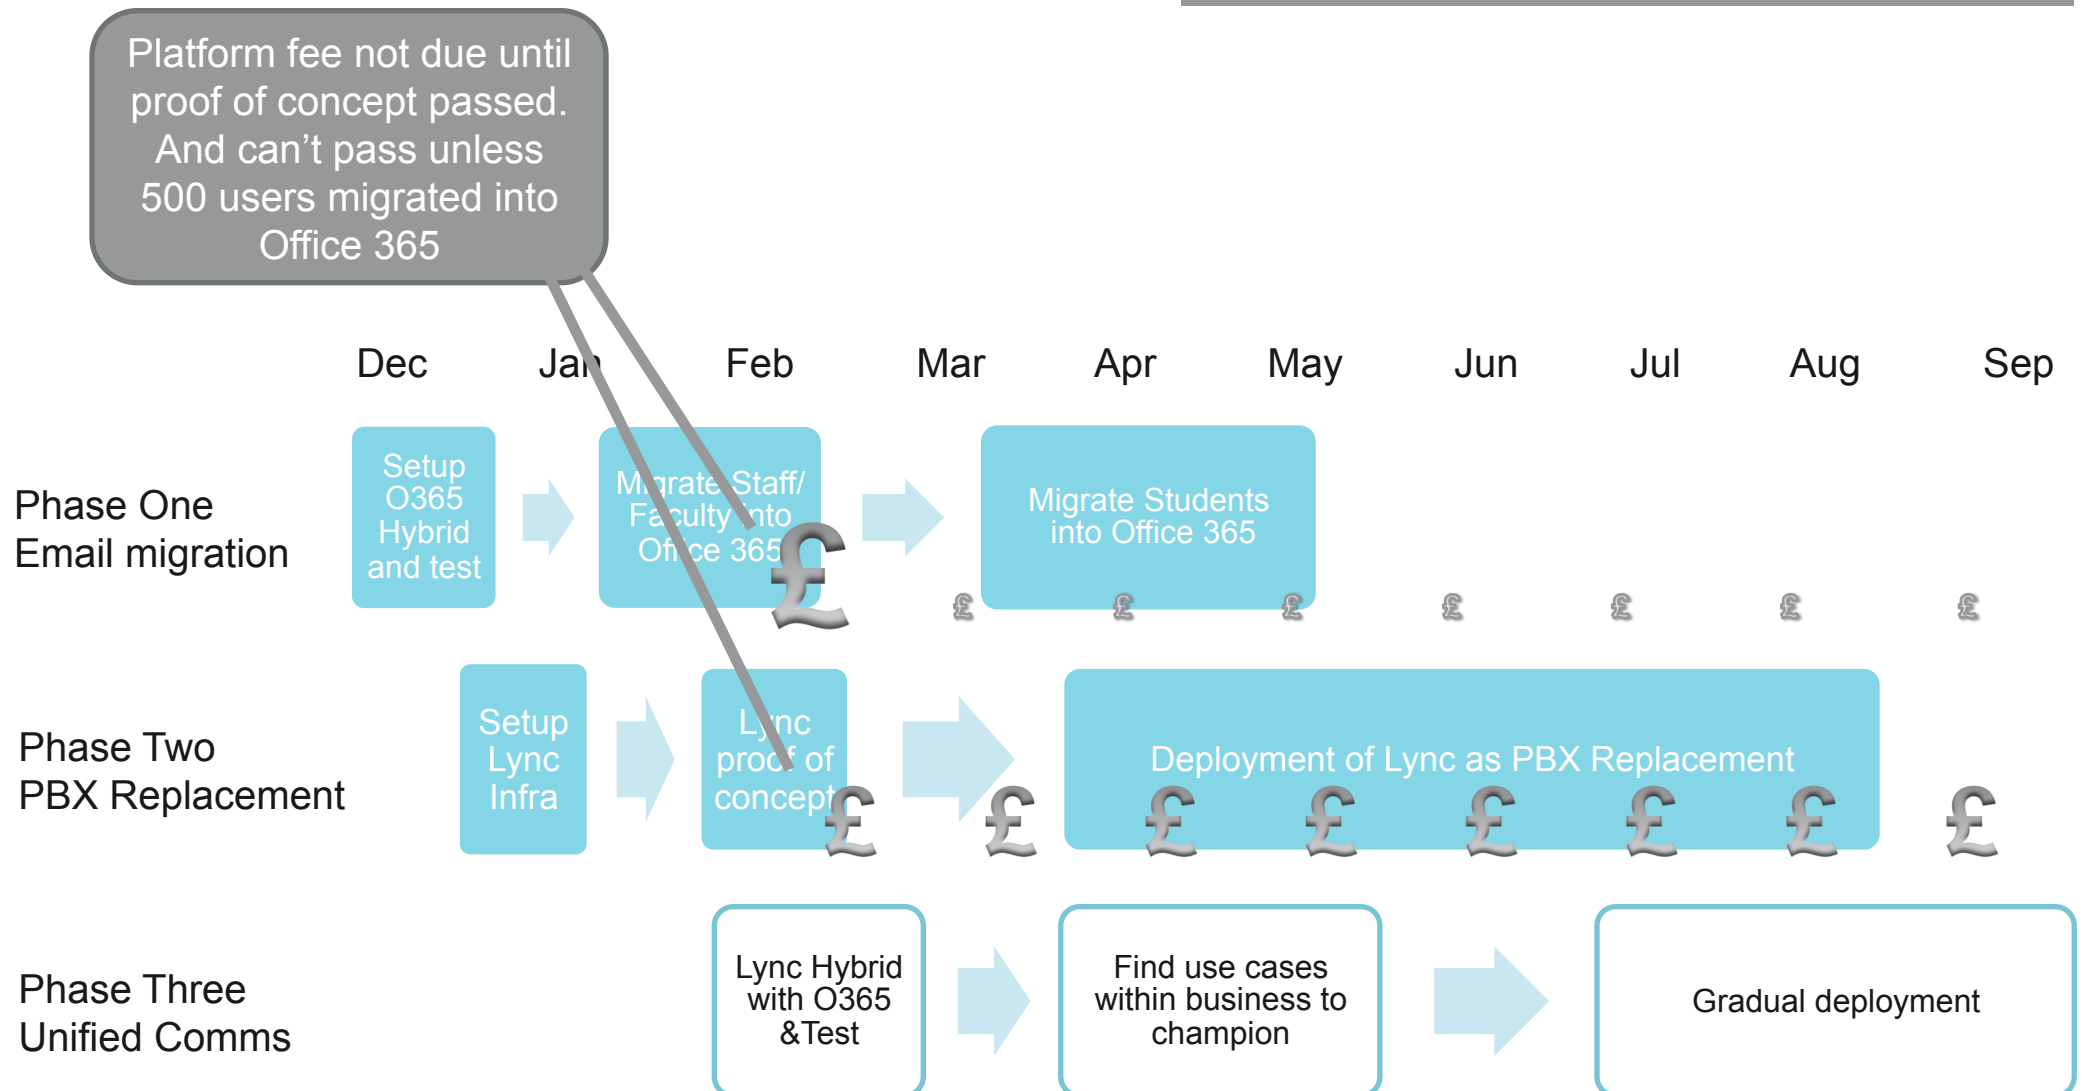 Platform fee not due until
proof of concept passed.
And can’t pass unless
500 users migrated into
Office 365
Dec Jan Feb Mar Apr May Jun Jul Aug Sep
Phase One
Email migration
Setup
O365
Hybrid
and test
Migrate Staff/
Faculty into
Office 365
£
Migrate Students
into Office 365
£ £ £ £ £ £ £
Phase Two
PBX Replacement
Setup
Lync
Infra
Lync
proof of
concept
Deployment of Lync as PBX Replacement
£ £ £ £ £ £ £ £
Phase Three
Unified Comms
Lync Hybrid
with O365
&Test
Find use cases
within business to
champion
Gradual deployment